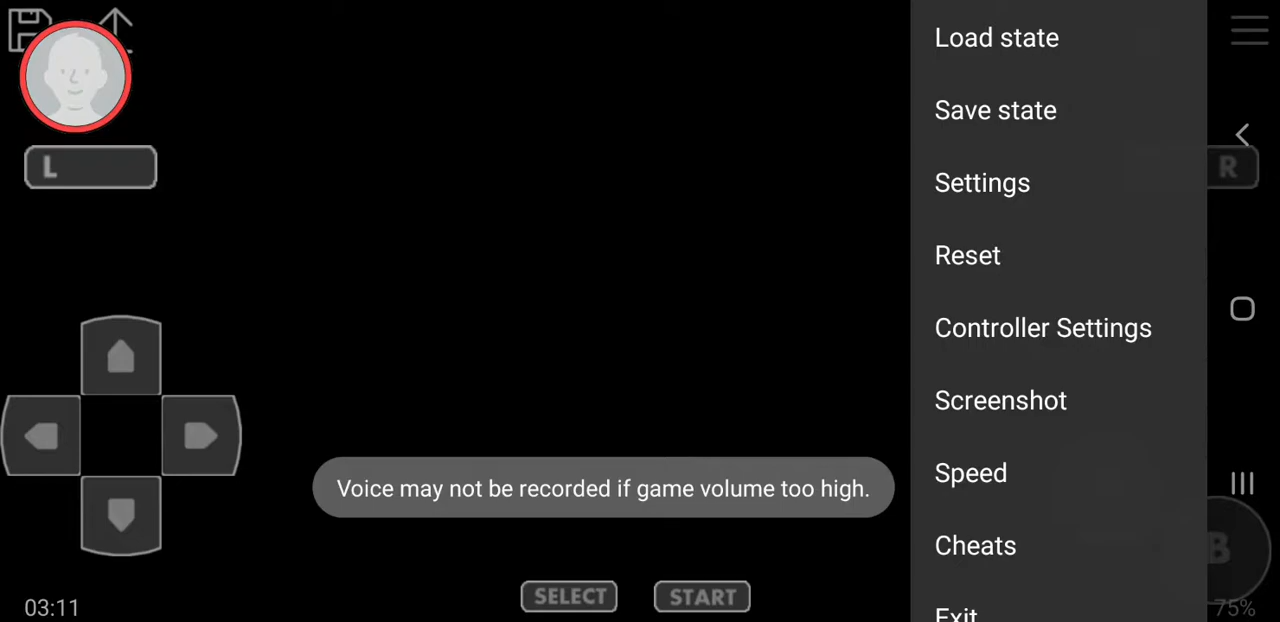 Load state
Save state
L
R
Settings
Reset
Controller Settings
Screenshot
Speed
Voice may not be recorded if game volume too high.
Cheats
B
SELECT
START
Exit
03:11
75%